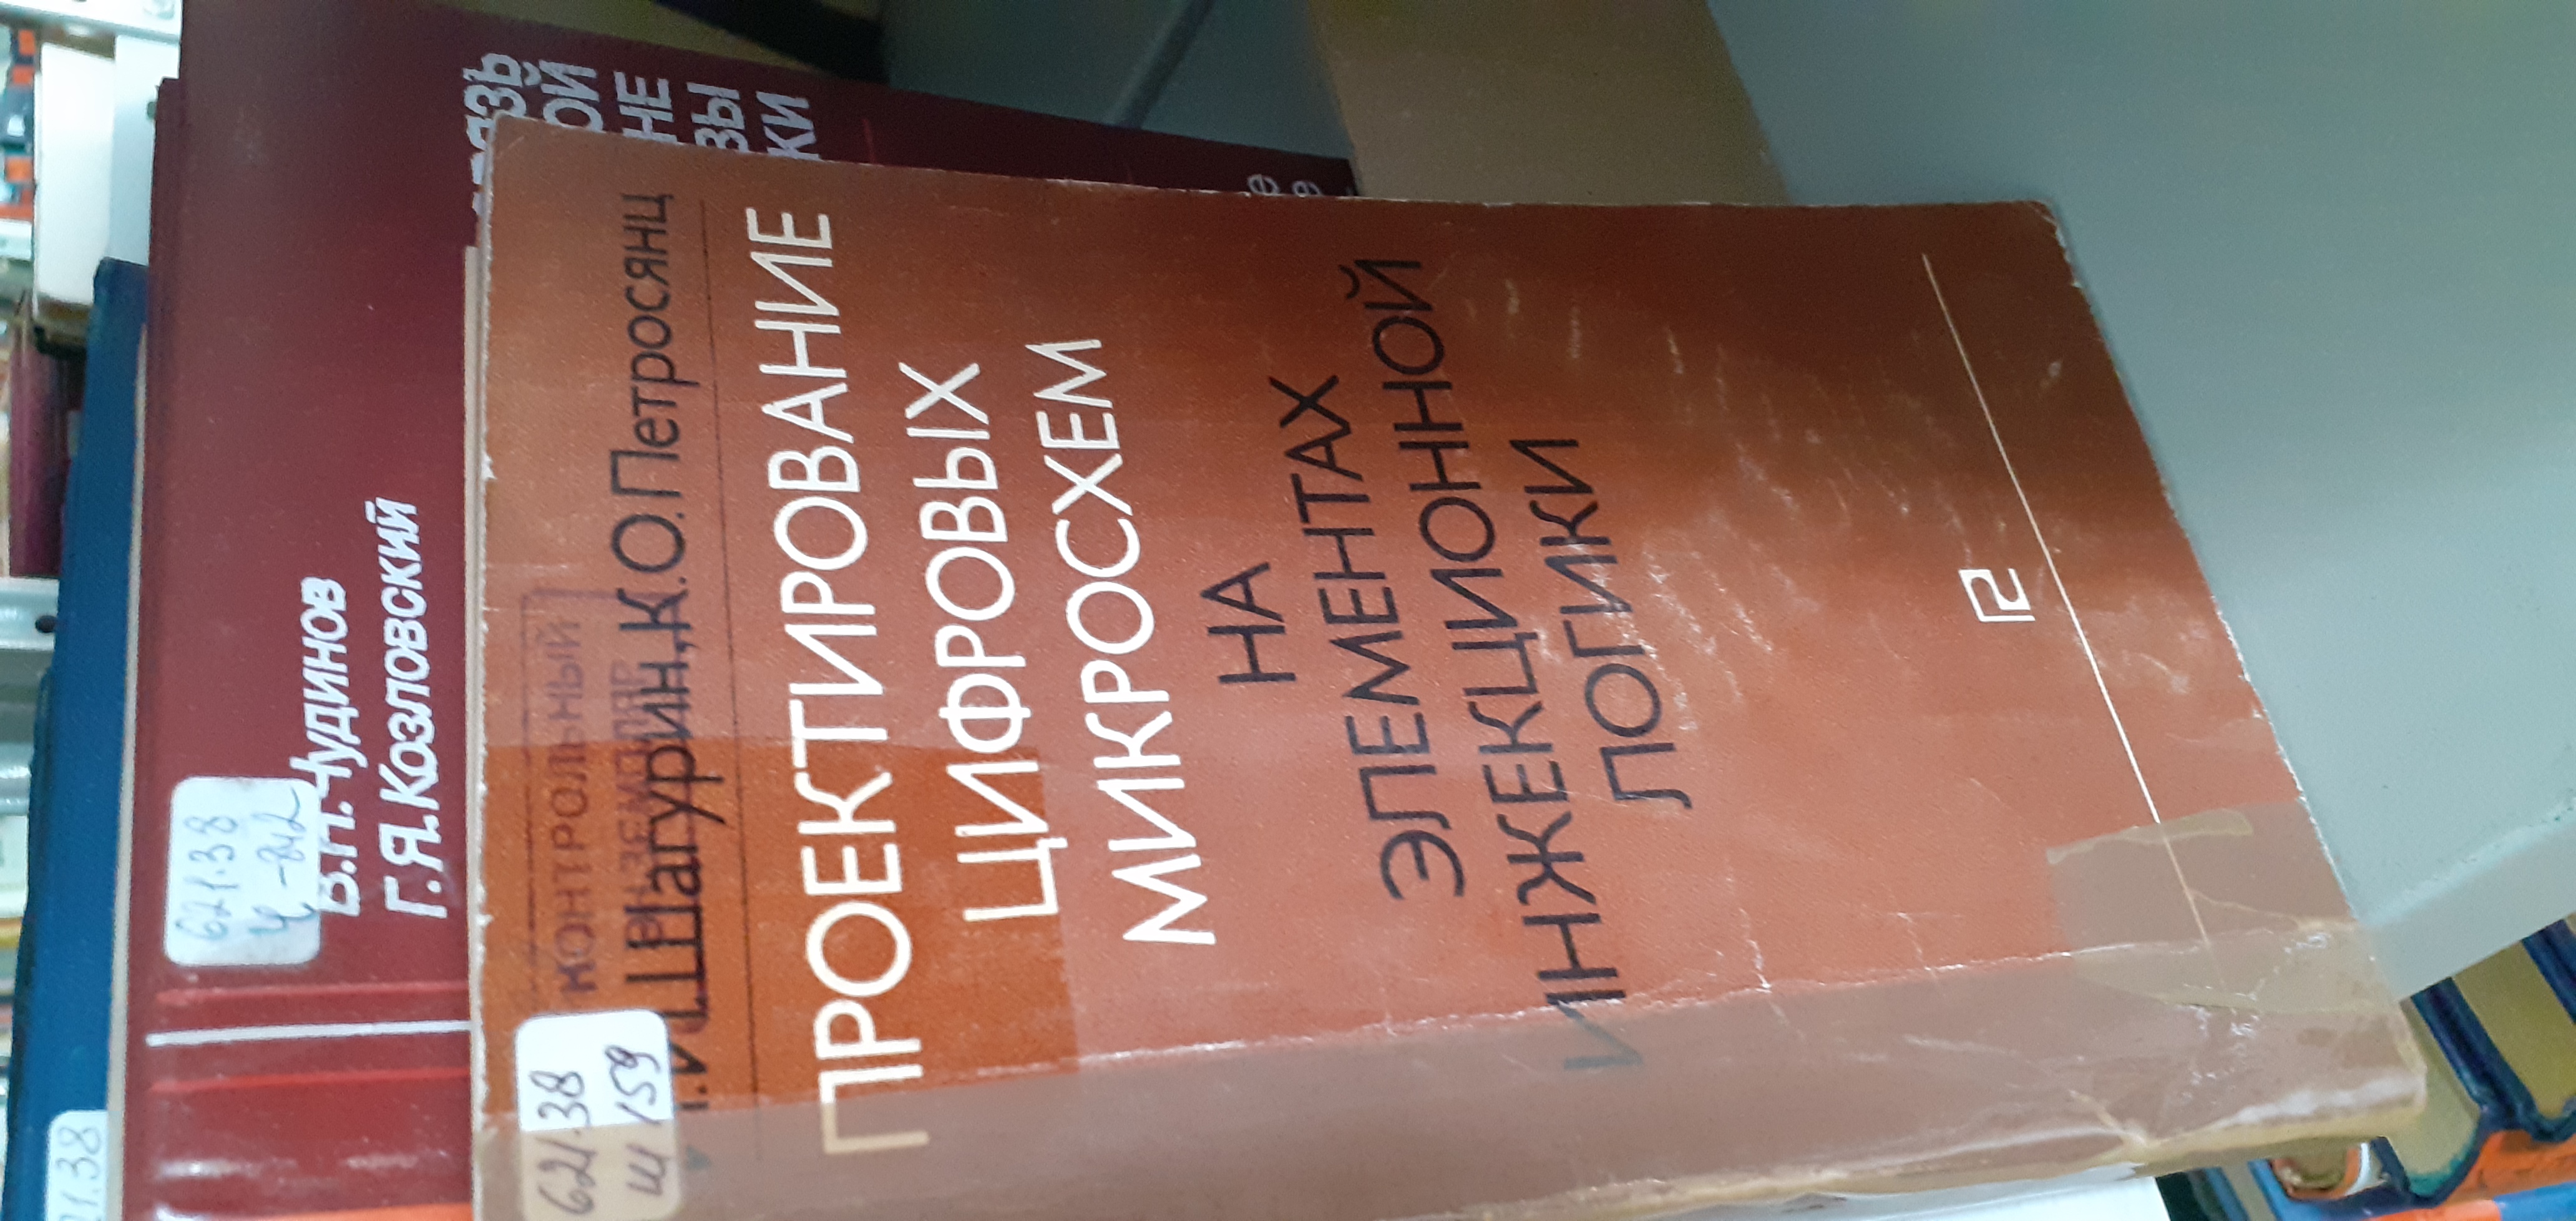 И.И.Шагурин,К.О.Петросянц
КОНТРОЛЬНЫЙ
ЭКЗЕМПЛЯР
ПРОЕКТИРОВАНИЕ
ЦИФРОВЫХ
МИКРОСХЕМ
НА
ЭЛЕМЕНТАХ
ИНЖЕКЦИОННОЙ
ЛОГИКИ
621.38
Ш 159
В.П.Чудинов
Г.Я.Козловский
621.38
Ч-842